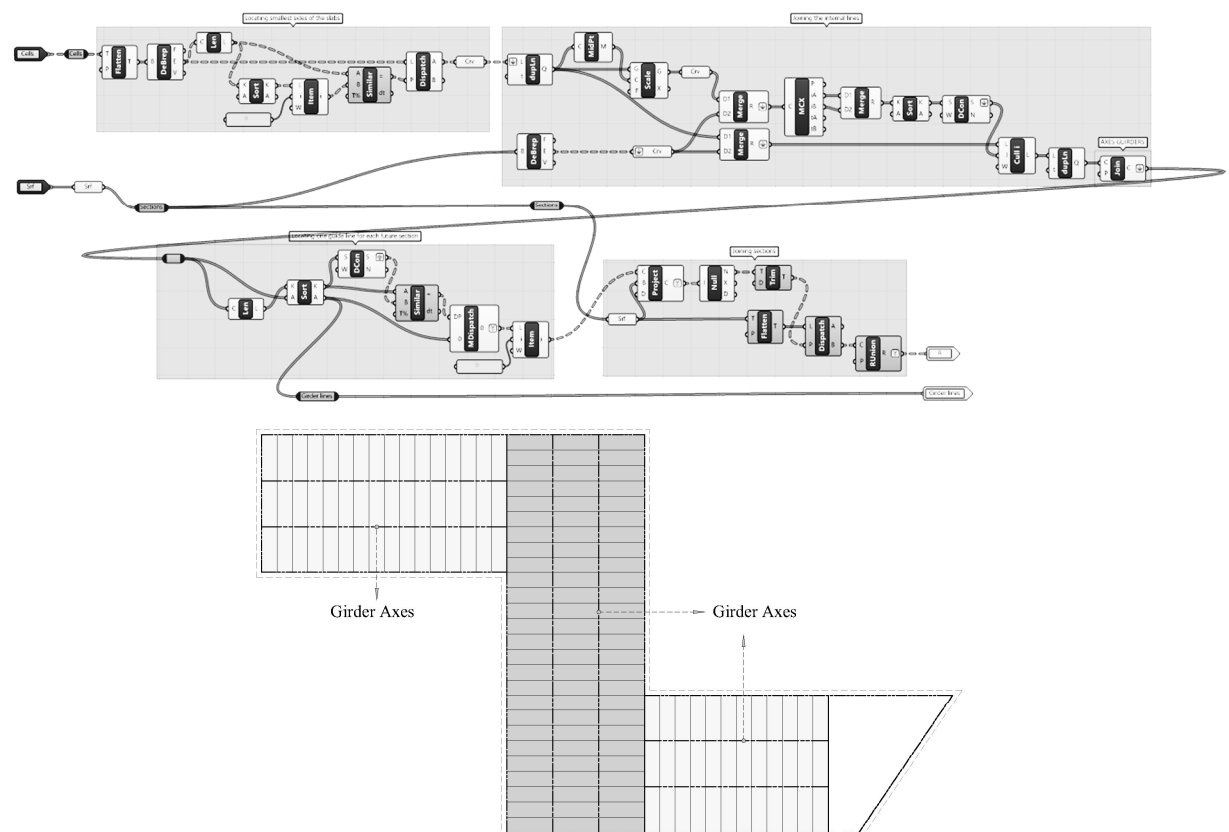 Locating smallest sides of the slabs
Joining the internal lines
Cells
Cells
Flatten
DeBrep
Len
Sort
Item
Similar
Dispatch
Crv
dupLn
MidPt
Scale
Crv
Merge
Merge
MCX
Merge
Sort
DCon
Cull i
dupLn
Join
AXES GUIRDERS
DeBrep
Crv
Srf
Srf
Sections
Sections
Locating one guide line for each future section
Len
Sort
DCon
Similar
MDispatch
Item
Girder lines
Joining sections
Srf
Project
Null
Trim
Flatten
Dispatch
RUnion
Girder lines
Girder Axes
Girder Axes